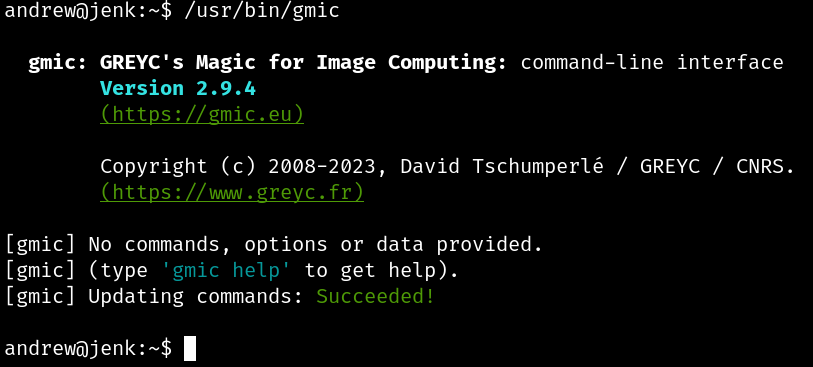 andrew@jenk:~$ /usr/bin/gmic
gmic: GREYC's Magic for Image Computing: command-line interface
Version 2.9.4
(https://gmic.eu)
Copyright (c) 2008-2023, David Tschumperlé / GREYC / CNRS.
(https://www.greyc.fr)
[gmic] No commands, options or data provided.
[gmic] (type 'gmic help' to get help).
[gmic] Updating commands: Succeeded!
andrew@jenk:~$